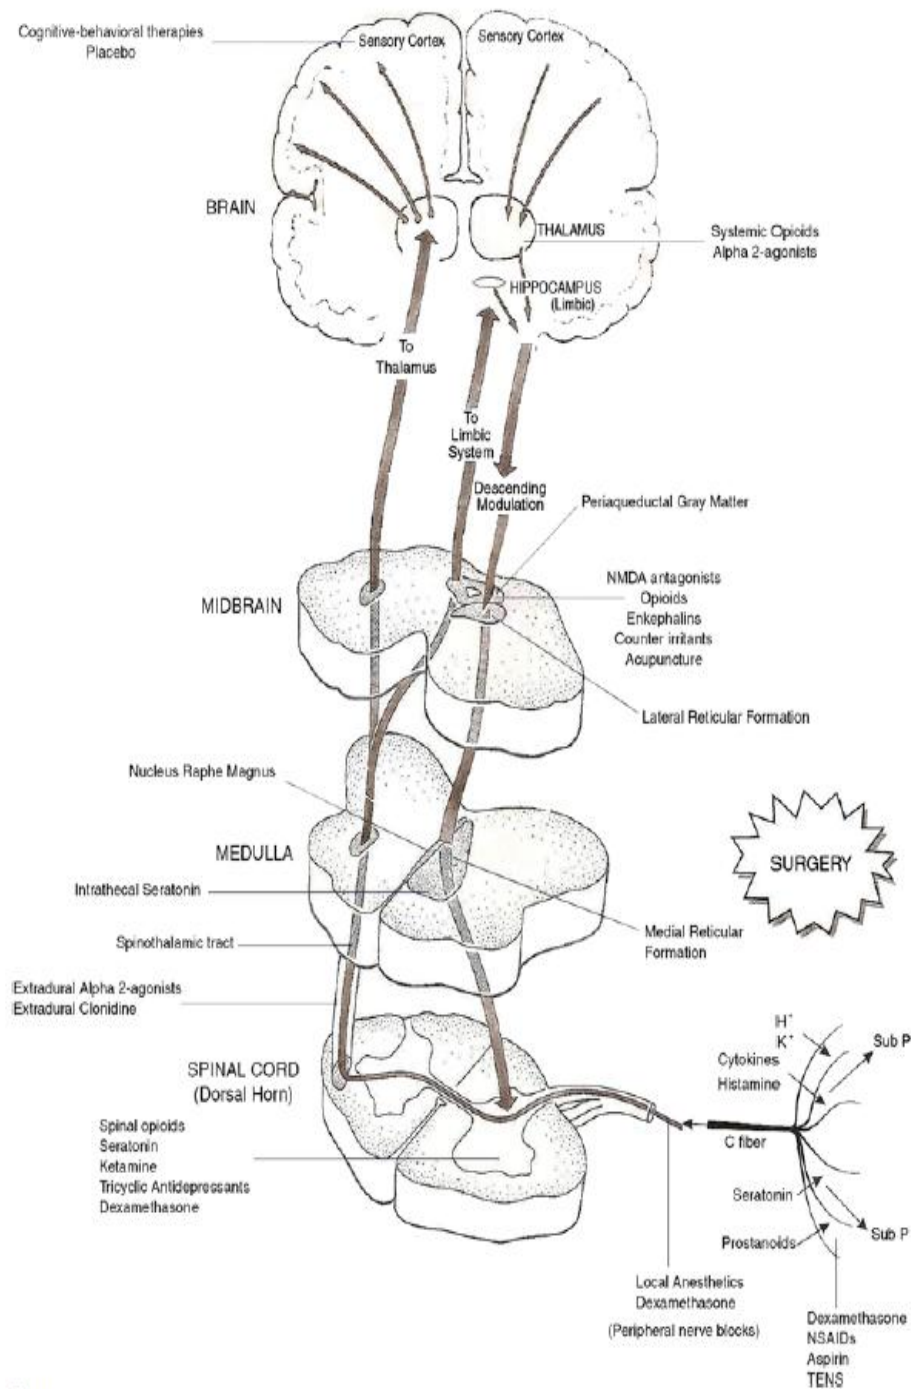 Cognitive-behavioral therapies
Placebo
Sensory Cortex
Sensory Cortex
BRAIN
THALAMUS
Systemic Opioids
Alpha 2-agonists
HIPPOCAMPUS
(Limbic)
To
Thalamus
To
Limbic
System
Descending
Modulation
Periaqueductal Gray Matter
MIDBRAIN
NMDA antagonists
Opioids
Enkephalins
Counter irritants
Acupuncture
Lateral Reticular Formation
Nucleus Raphe Magnus
MEDULLA
SURGERY
Intrathecal Seratonin
Spinothalamic tract
Medial Reticular
Formation
Extradural Alpha 2-agonists
Extradural Clonidine
SPINAL CORD
(Dorsal Horn)
H+
K+
Sub P
Cytokines
Histamine
C fiber
Spinal opioids
Seratonin
Ketamine
Tricyclic Antidepressants
Dexamethasone
Seratonin
Sub P
Prostanoids
Local Anesthetics
Dexamethasone
(Peripheral nerve blocks)
Dexamethasone
NSAIDs
Aspirin
TENS